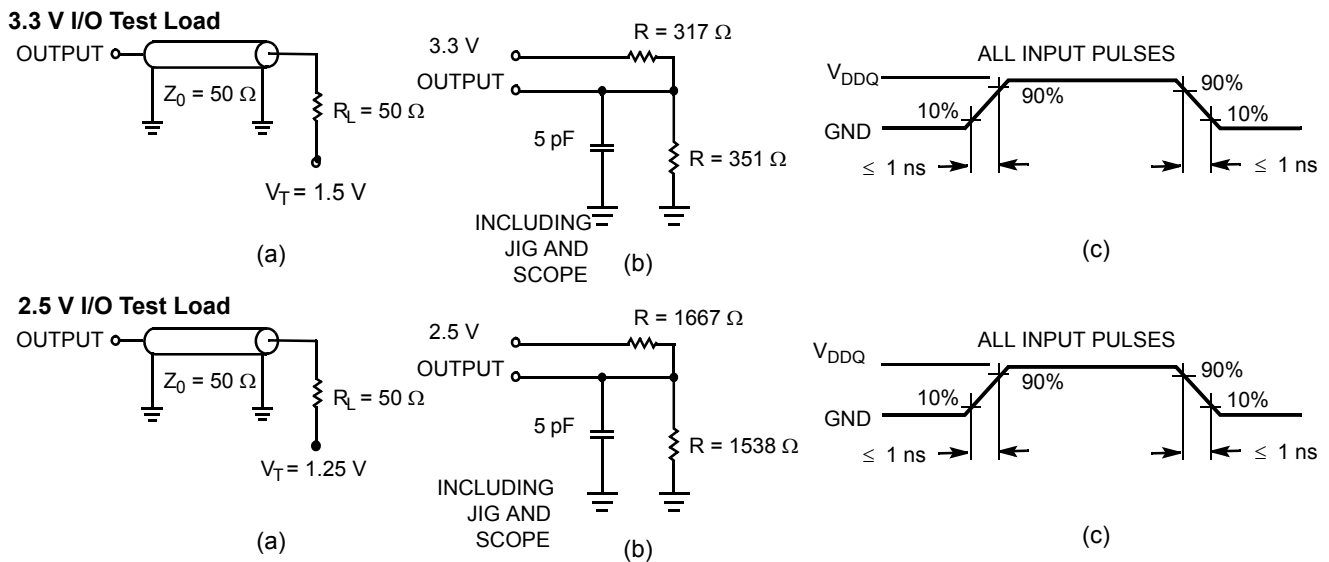 3.3 V I/O Test Load
OUTPUT
Z0 = 50 Ω
RL = 50 Ω
VT = 1.5 V
(a)
R = 317 Ω
3.3 V
OUTPUT
5 pF
R = 351 Ω
INCLUDING
JIG AND
SCOPE
(b)
ALL INPUT PULSES
VDDQ
GND
10%
90%
90%
10%
≤ 1 ns
≤ 1 ns
(c)
2.5 V I/O Test Load
OUTPUT
Z0 = 50 Ω
RL = 50 Ω
VT = 1.25 V
(a)
R = 1667 Ω
2.5 V
OUTPUT
5 pF
R = 1538 Ω
INCLUDING
JIG AND
SCOPE
(b)
ALL INPUT PULSES
VDDQ
GND
10%
90%
90%
10%
≤ 1 ns
≤ 1 ns
(c)